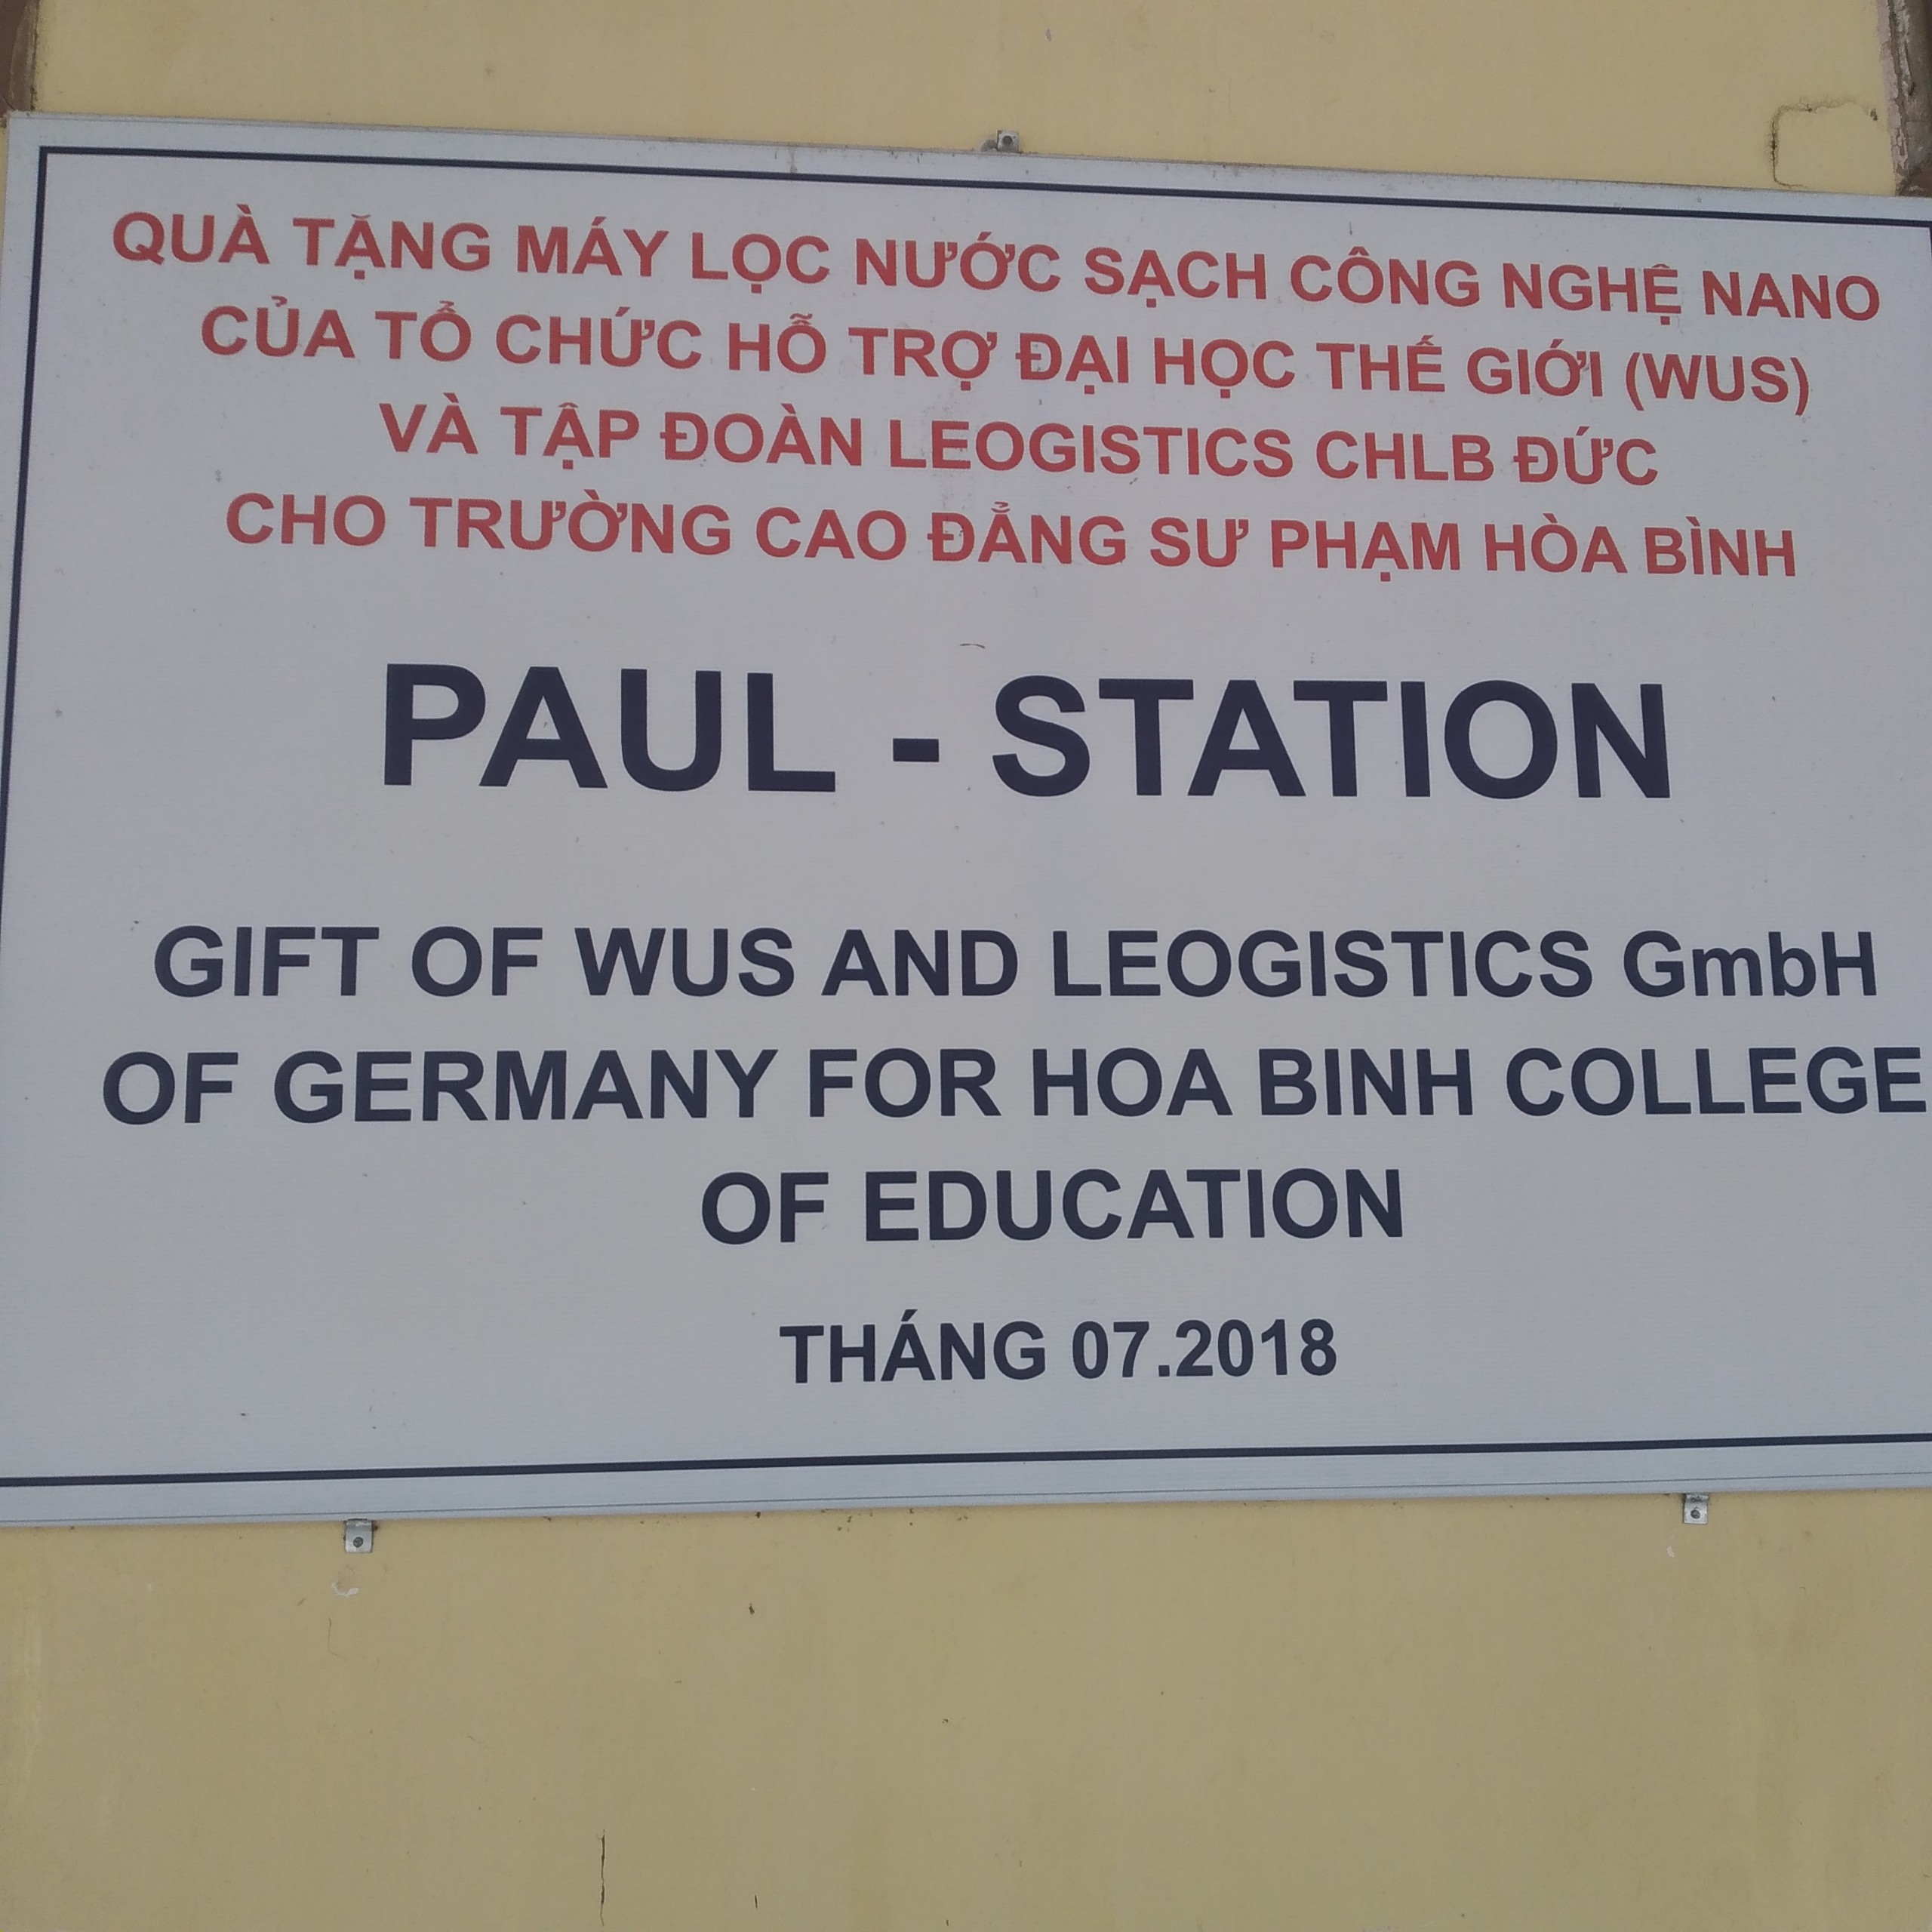 QUÀ TẶNG MÁY LỌC NƯỚC SẠCH CÔNG NGHỆ NANO
CỦA TỔ CHỨC HỖ TRỢ ĐẠI HỌC THẾ GIỚI (WUS)
VÀ TẬP ĐOÀN LEOGISTICS CHLB ĐỨC
CHO TRƯỜNG CAO ĐẲNG SƯ PHẠM HÒA BÌNH
PAUL - STATION
GIFT OF WUS AND LEOGISTICS GmbH
OF GERMANY FOR HOA BINH COLLEGE
OF EDUCATION
THÁNG 07.2018